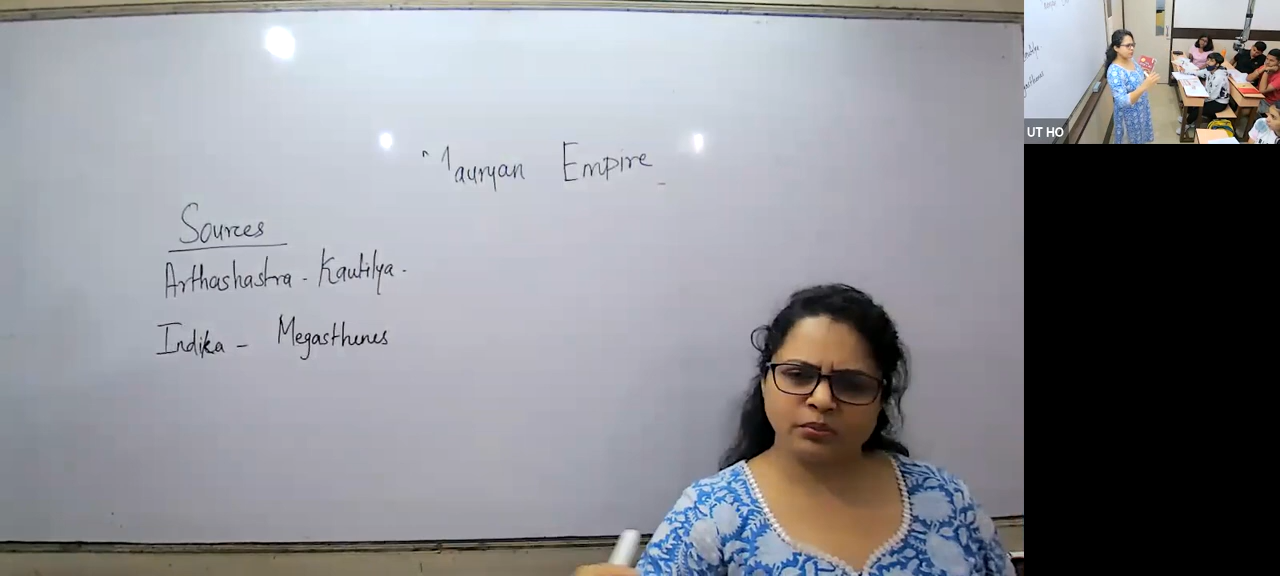 Mauryan Empire
Sources
Arthashastra - Kautilya.
Indika - Megasthenes
UT HO